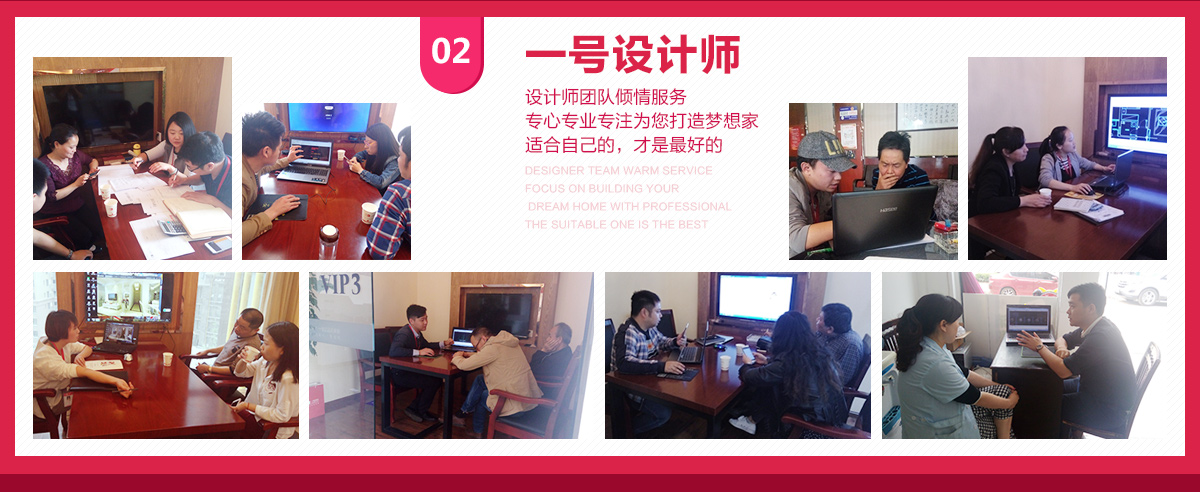 02
一号设计师
设计师团队倾情服务
专心专业专注为您打造梦想家
适合自己的，才是最好的
DESIGNER TEAM WARM SERVICE
FOCUS ON BUILDING YOUR
DREAM HOME WITH PROFESSIONAL
THE SUITABLE ONE IS THE BEST
VIP3